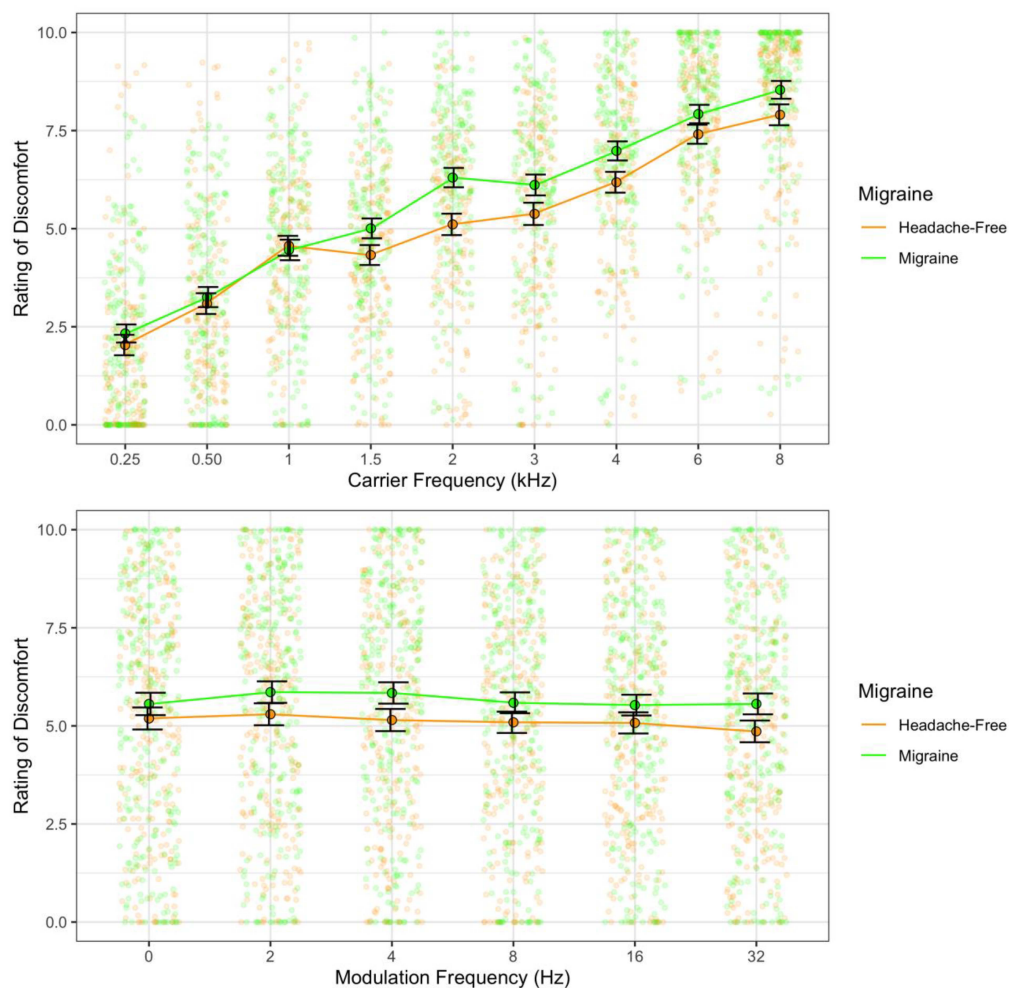 10.0
7.5
5.0
2.5
0.0
Rating of Discomfort
0.25 0.50 1 1.5 2 3 4 6 8
Carrier Frequency (kHz)
Migraine
Headache-Free
Migraine
10.0
7.5
5.0
2.5
0.0
Rating of Discomfort
0 2 4 8 16 32
Modulation Frequency (Hz)
Migraine
Headache-Free
Migraine